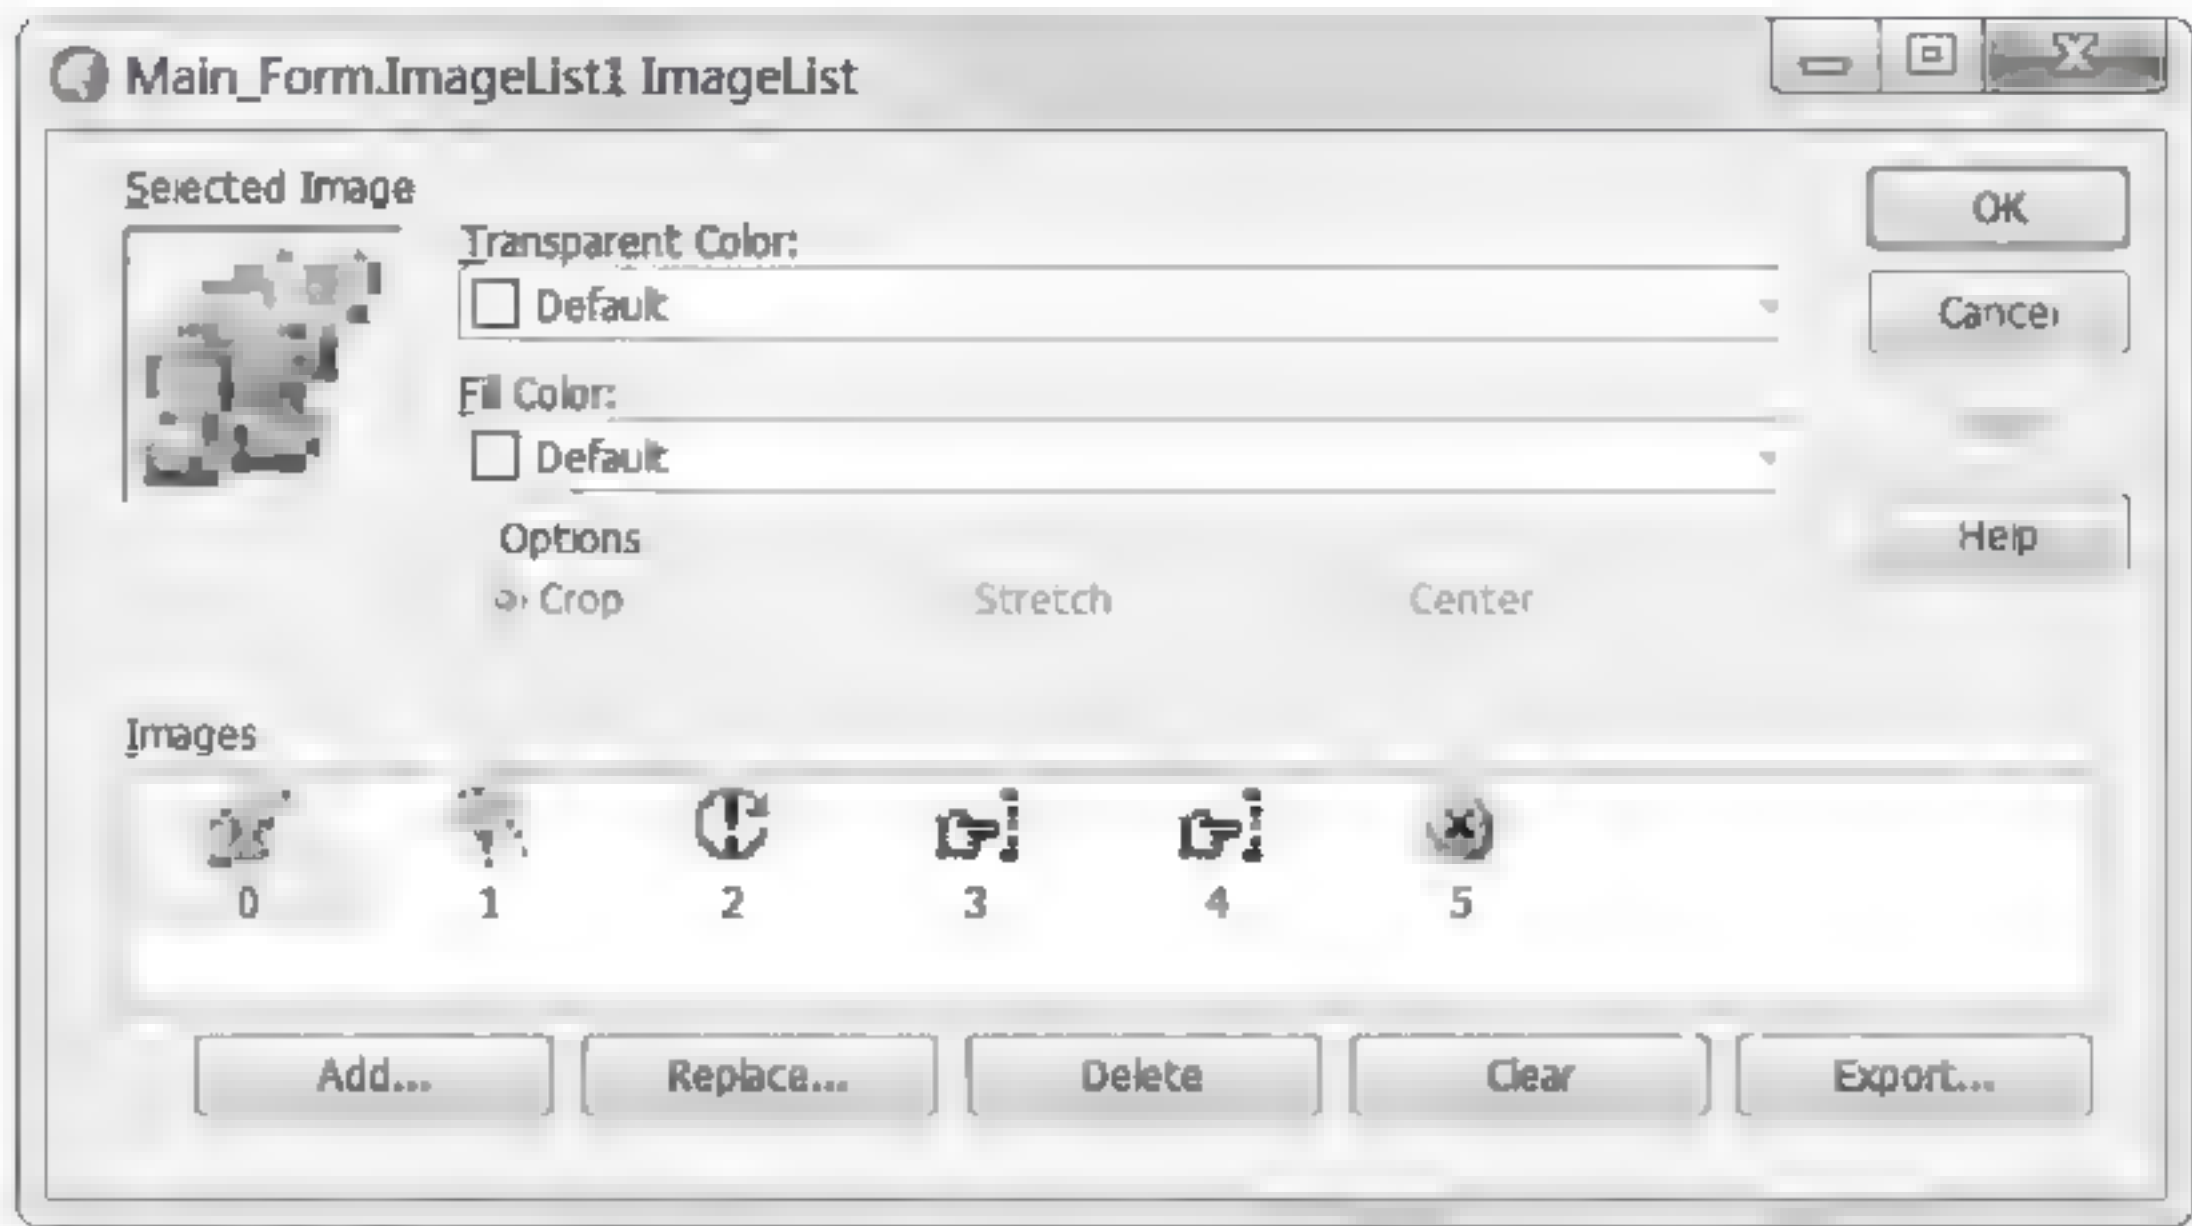 Main_Form.ImageList1 ImageList
Selected Image
Transparent Color:
Default
Fill Color:
Default
Options
Crop Stretch Center
OK
Cancel
Help
Images
0 1 2 3 4 5
Add... Replace... Delete Clear Export...